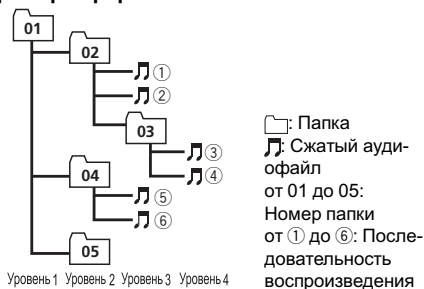 01
02
①
②
03
③
④
04
⑤
⑥
05
Уровень 1 Уровень 2 Уровень 3 Уровень 4
: Папка
: Сжатый ауди-
офайл
от 01 до 05:
Номер папки
от ① до ⑥: После-
довательность
воспроизведения